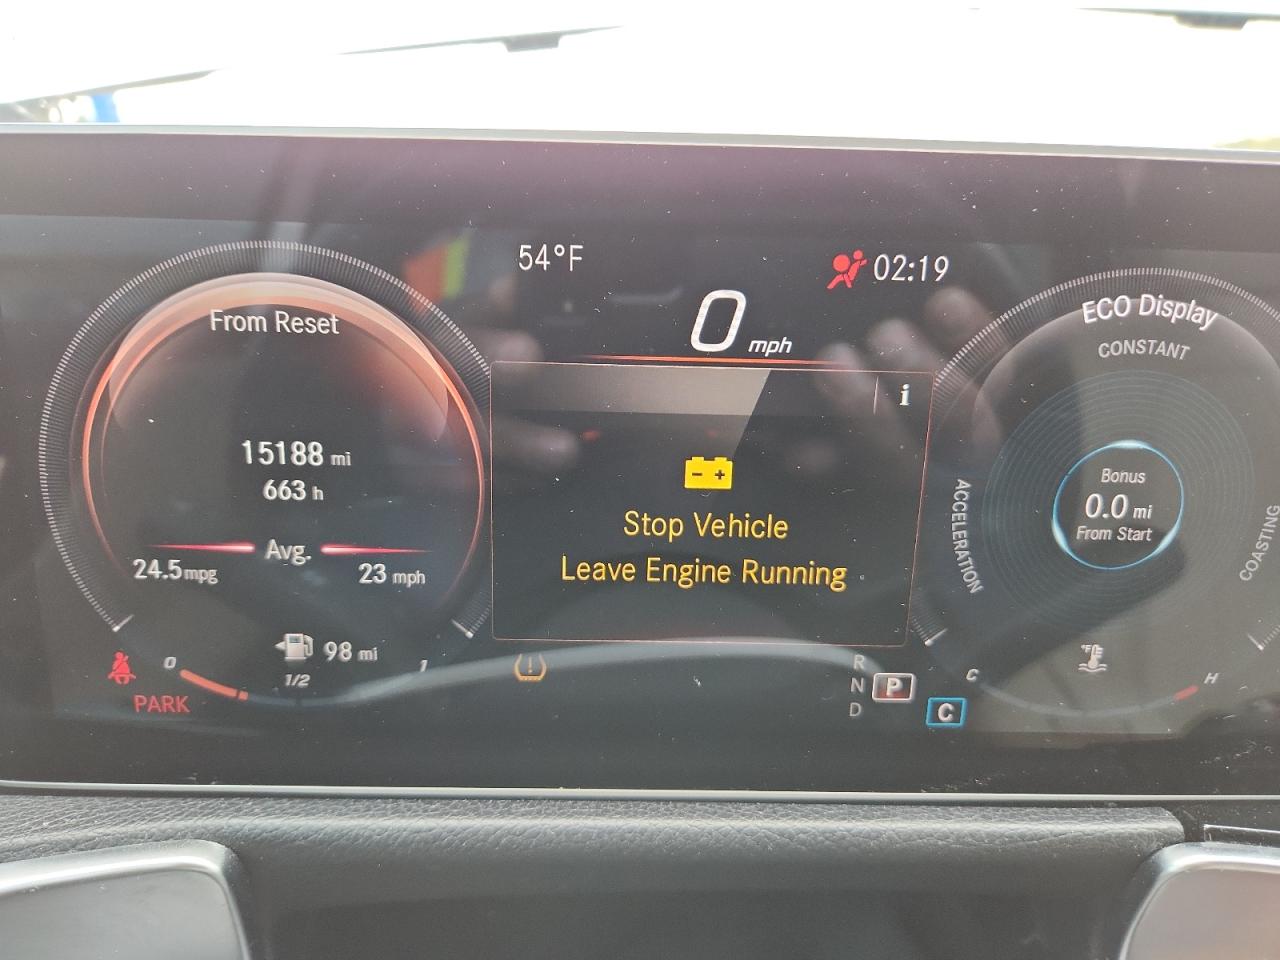 54°F
02:19
From Reset
0 mph
ECO Display
CONSTANT
i
15188 mi
663 h
Avg.
24.5 mpg
23 mph
- +
Stop Vehicle
Leave Engine Running
ACCELERATION
Bonus
0.0 mi
From Start
COASTING
0
98 mi
1/2
1
PARK
!
R
N
D
P
C
C
°F
H